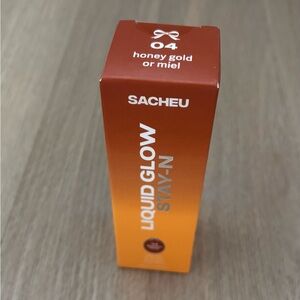 04
honey gold
or miel
SACHEU
LIQUID GLOW
STAY-N